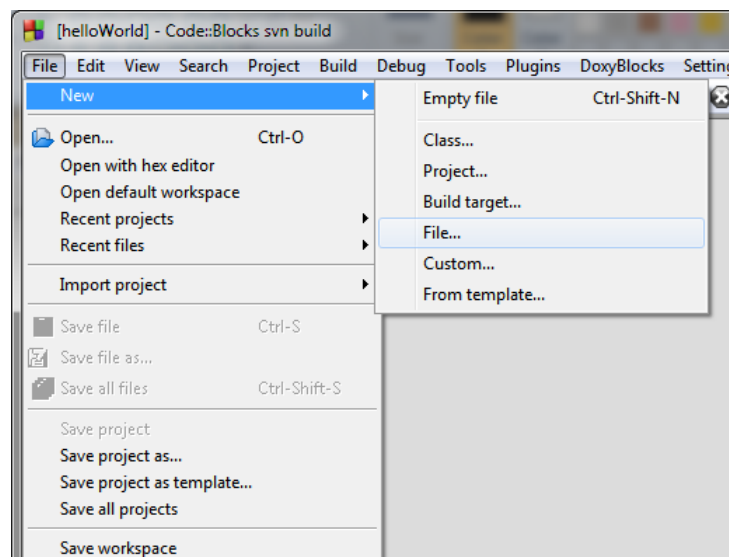 [helloWorld] - Code::Blocks svn build
File Edit View Search Project Build Debug Tools Plugins DoxyBlocks
New
Open... Ctrl-O
Open with hex editor
Open default workspace
Recent projects
Recent files
Import project
Save file Ctrl-S
Save file as...
Save all files Ctrl-Shift-S
Save project
Save project as...
Save project as template...
Save all projects
Save workspace
Empty file Ctrl-Shift-N
Class...
Project...
Build target...
File...
Custom...
From template...